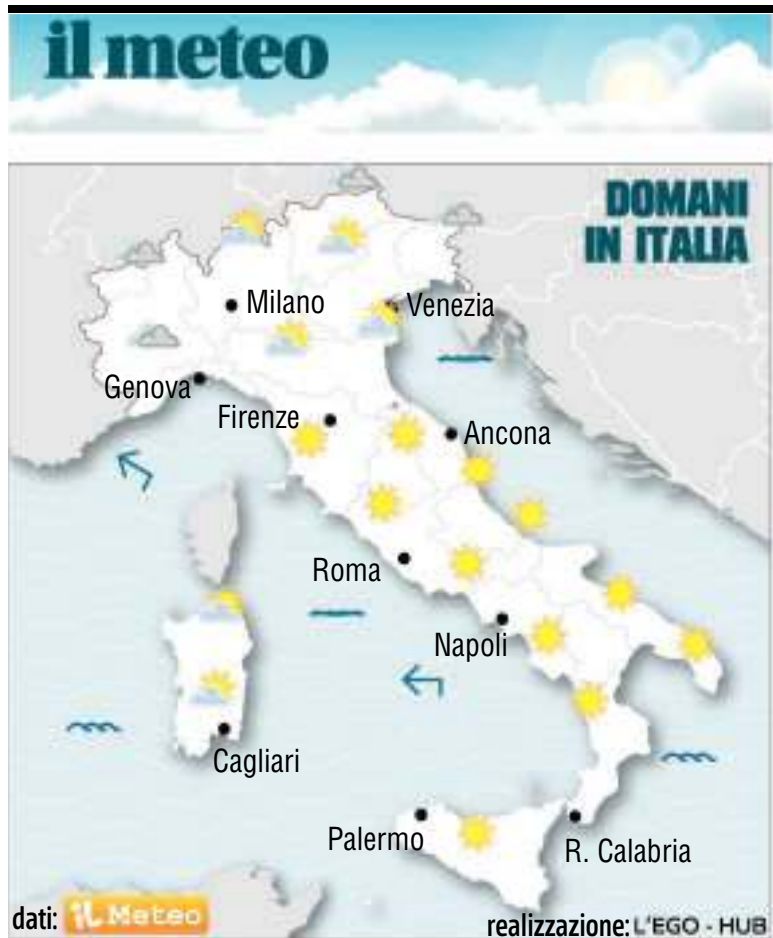 il meteo
DOMANI
IN ITALIA
Milano
Venezia
Genova
Firenze
Ancona
Roma
Napoli
Cagliari
Palermo
R. Calabria
dati: iL Meteo
realizzazione: L'EGO - HUB